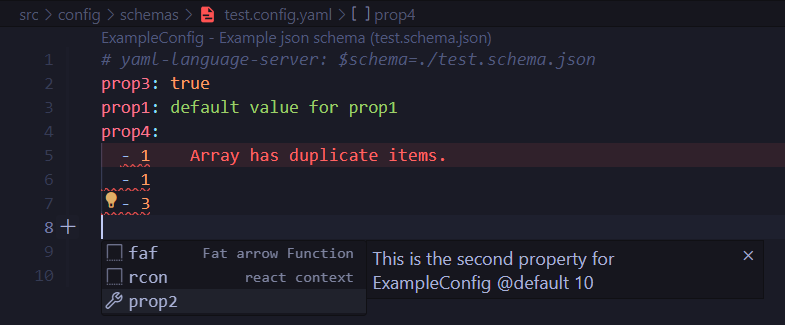 src > config > schemas > test.config.yaml > [ ] prop4
ExampleConfig - Example json schema (test.schema.json)
1 # yaml-language-server: $schema=./test.schema.json
2 prop3: true
3 prop1: default value for prop1
4 prop4:
5 - 1 Array has duplicate items.
6 - 1
7 - 3
8
9 faf Fat arrow Function
10 rcon react context
prop2
This is the second property for
ExampleConfig @default 10